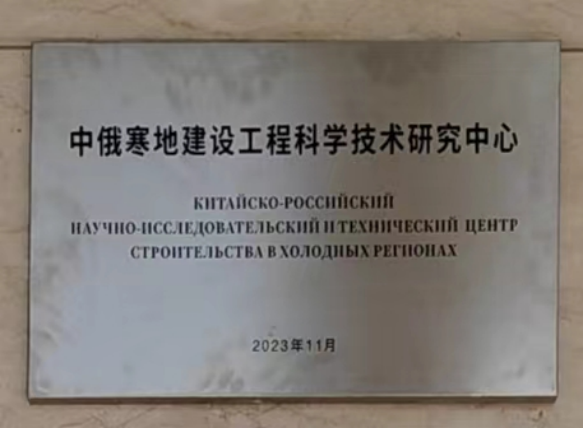 中俄寒地建设工程科学技术研究中心
КИТАЙСКО-РОССИЙСКИЙ
НАУЧНО-ИССЛЕДОВАТЕЛЬСКИЙ И ТЕХНИЧЕСКИЙ ЦЕНТР
СТРОИТЕЛЬСТВА В ХОЛОДНЫХ РЕГИОНАХ
2023年11月